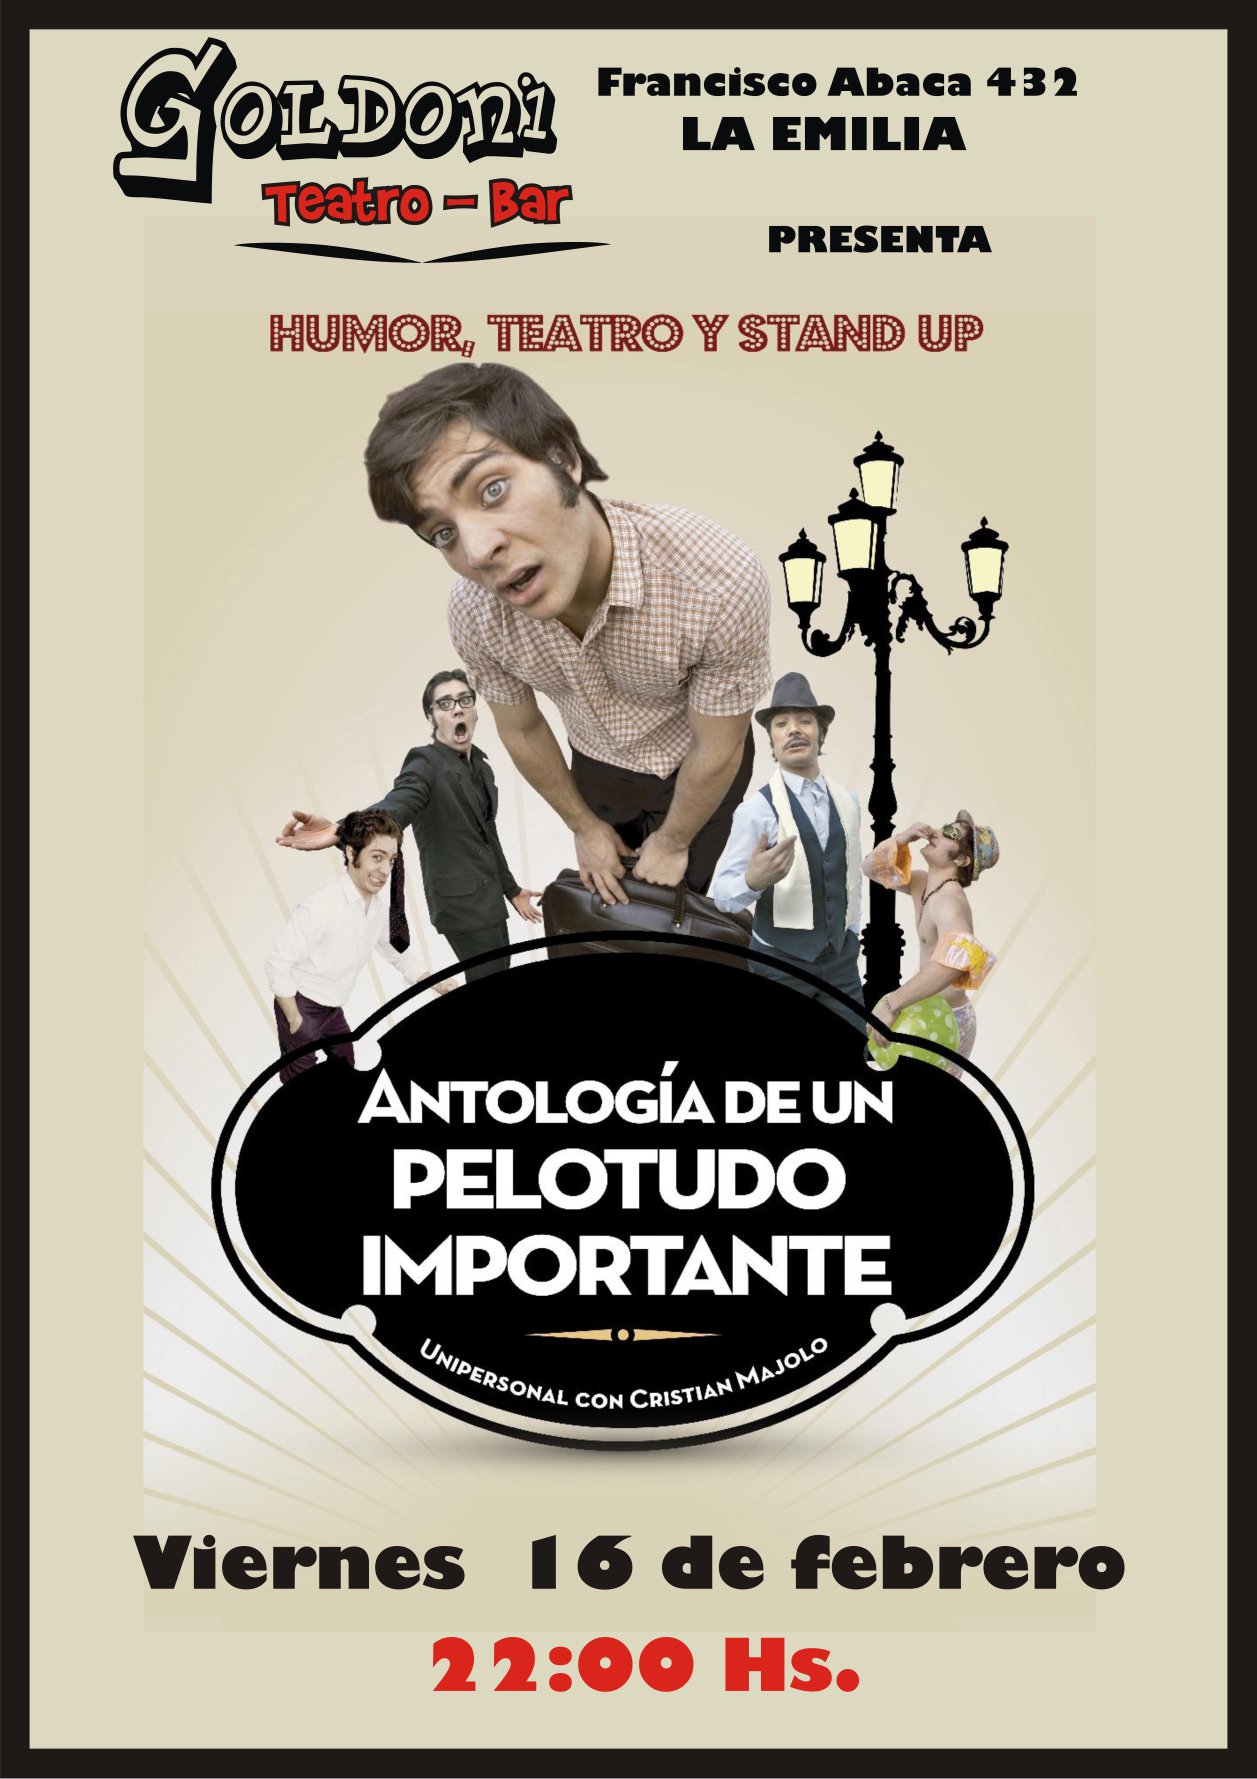 GOLDONi
Teatro - Bar
Francisco Abaca 432
LA EMILIA
PRESENTA
HUMOR, TEATRO Y STAND UP
ANTOLOGÍA DE UN
PELOTUDO
IMPORTANTE
UNIPERSONAL CON CRISTIAN MAJOLO
Viernes 16 de febrero
22:00 Hs.